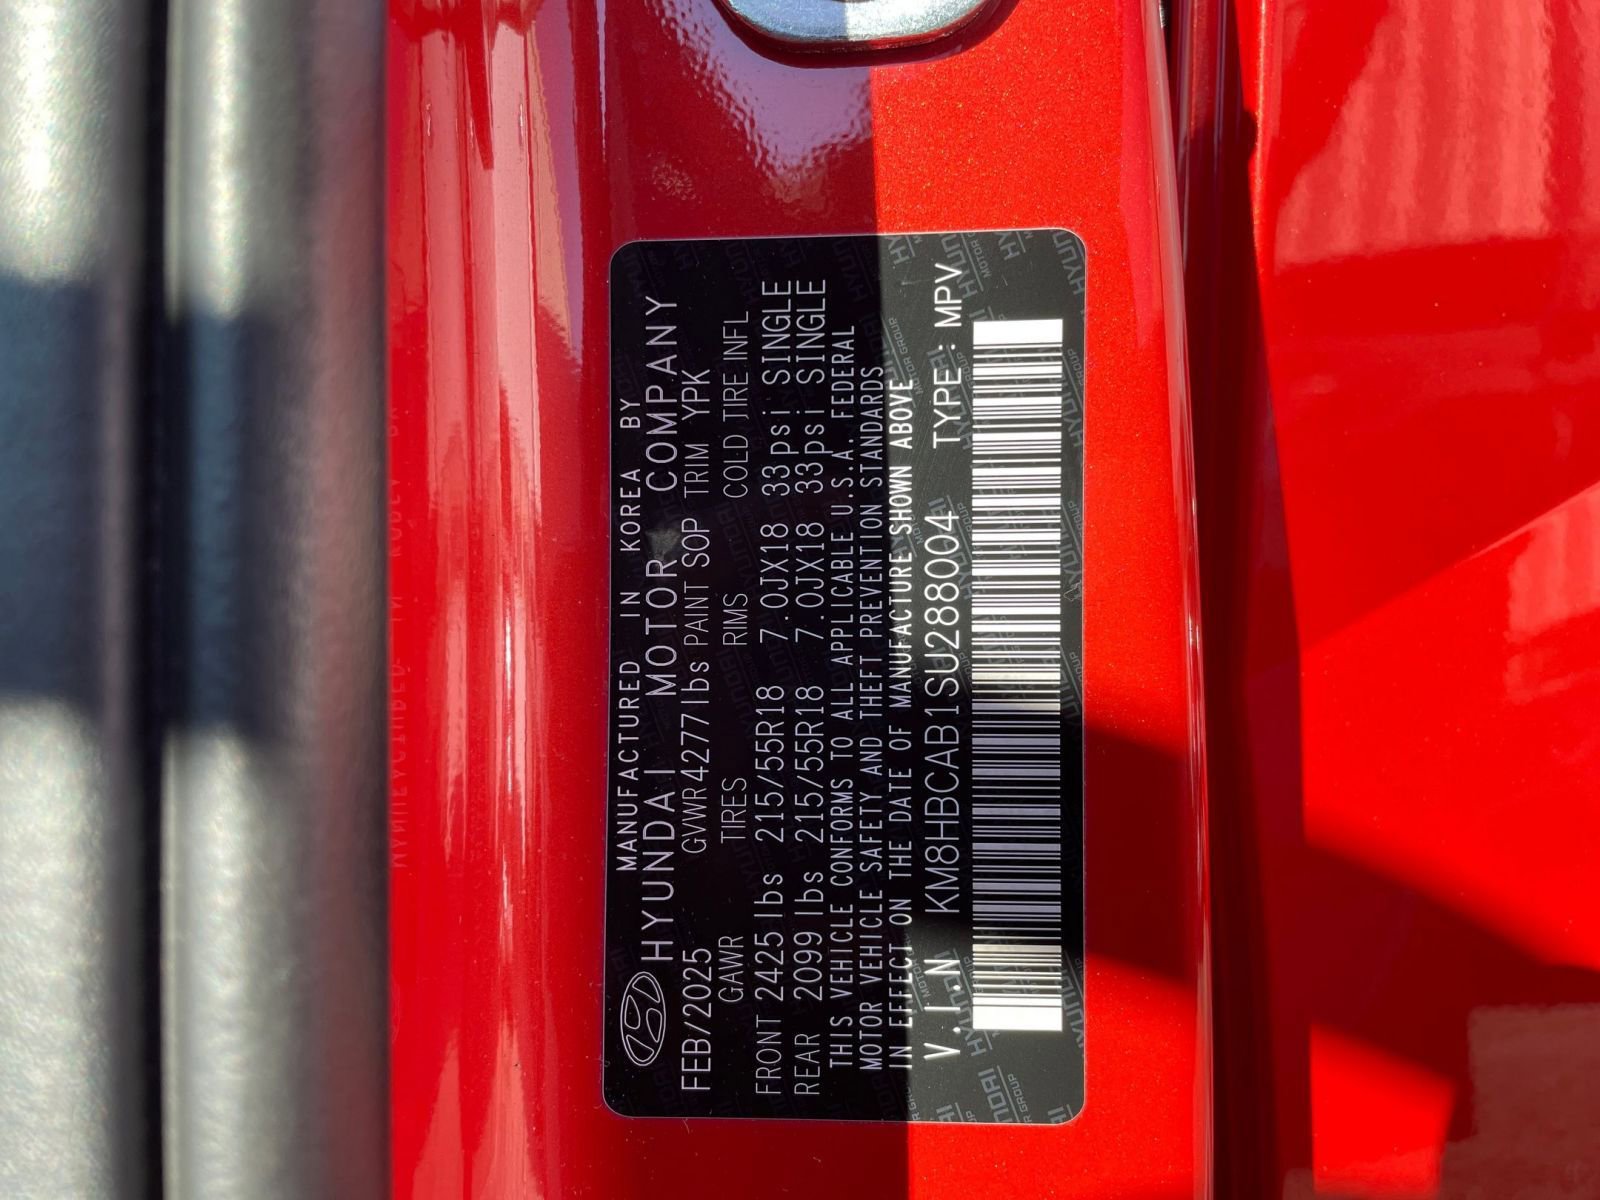 MANUFACTURED IN KOREA BY
HYUNDAI MOTOR COMPANY
FEB/2025 GVWR 4277lbs PAINT SOP TRIM YPK
GAWR TIRES RIMS COLD TIRE INFL
FRONT 2425lbs 215/55R18 7.0JX18 33psi SINGLE
REAR 2099lbs 215/55R18 7.0JX18 33psi SINGLE
THIS VEHICLE CONFORMS TO ALL APPLICABLE U.S.A. FEDERAL
MOTOR VEHICLE SAFETY AND THEFT PREVENTION STANDARDS
IN EFFECT ON THE DATE OF MANUFACTURE SHOWN ABOVE
V.I.N KM8HBCAB1SU288004 TYPE: MPV